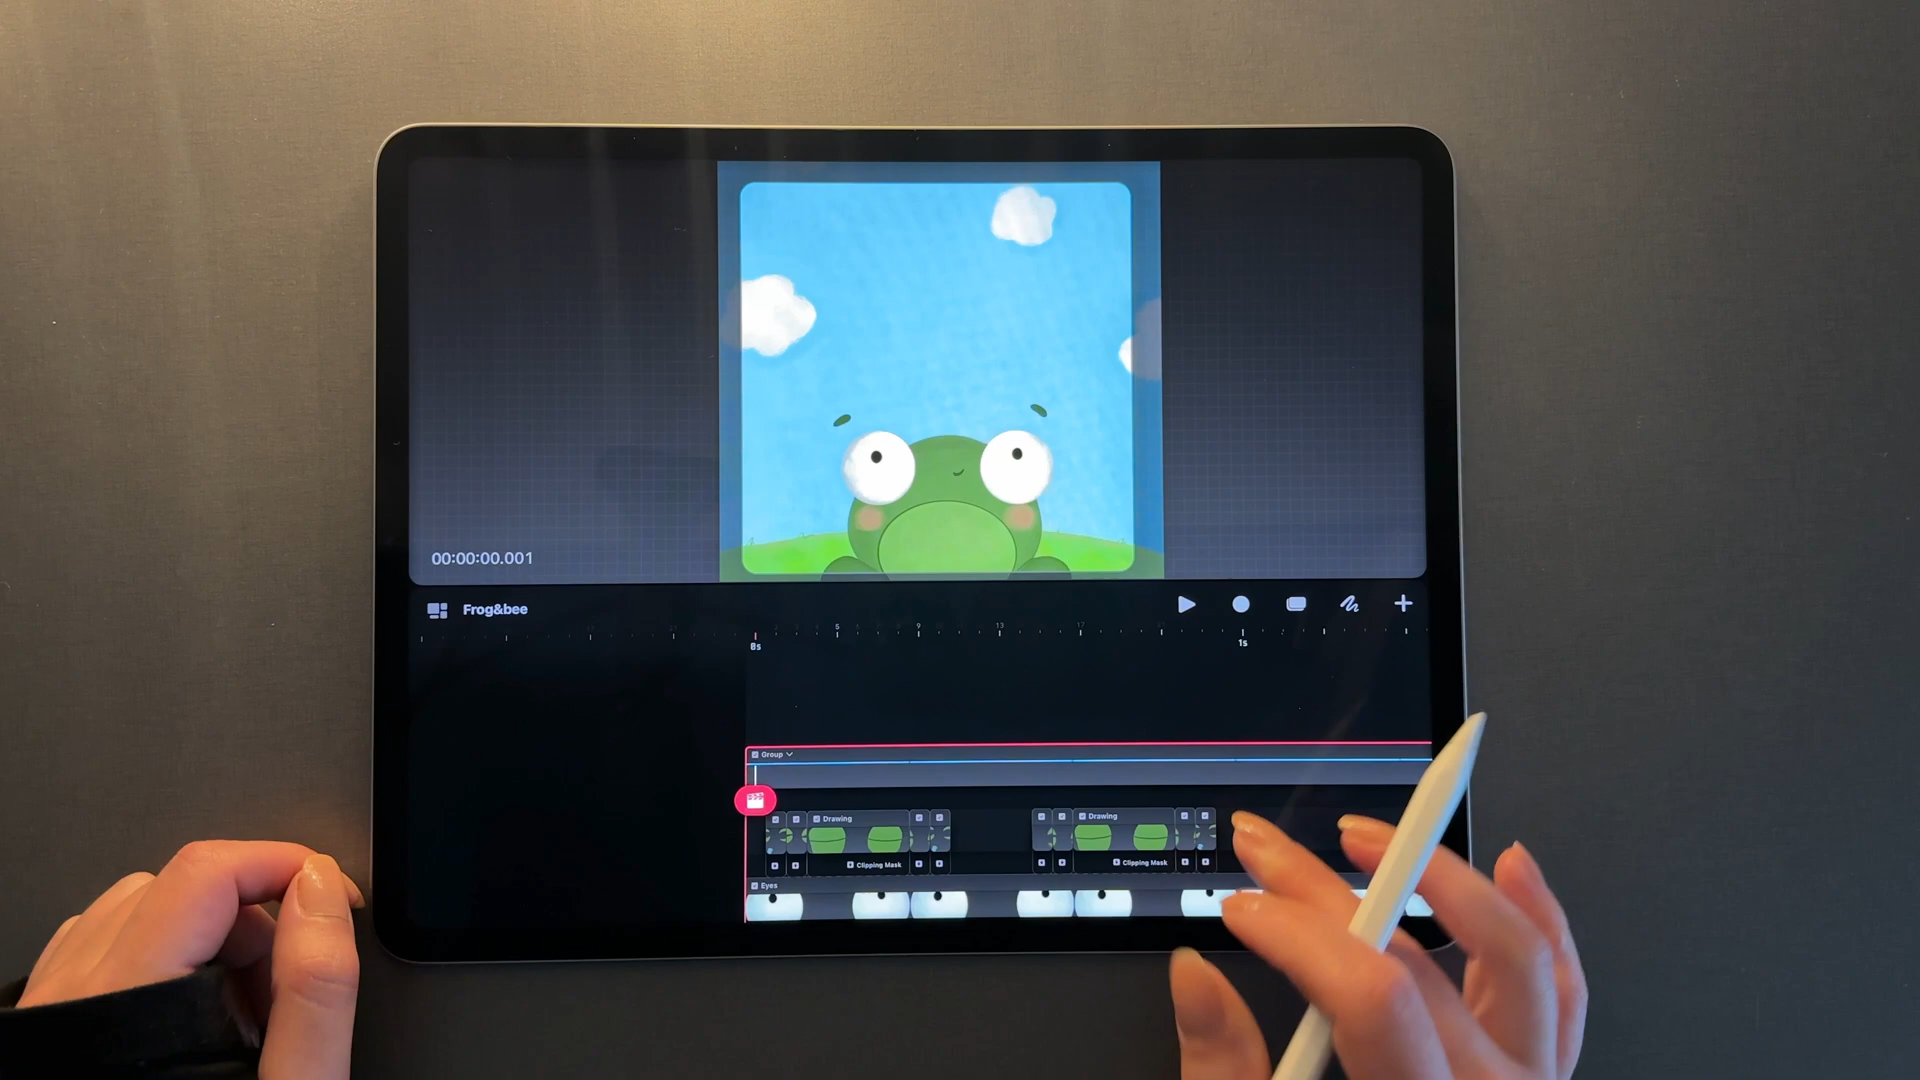 00:00:00.001
Frog&bee
5 9 13 17
0s 1s
Group
Drawing Drawing
Clipping Mask Clipping Mask
Eyes